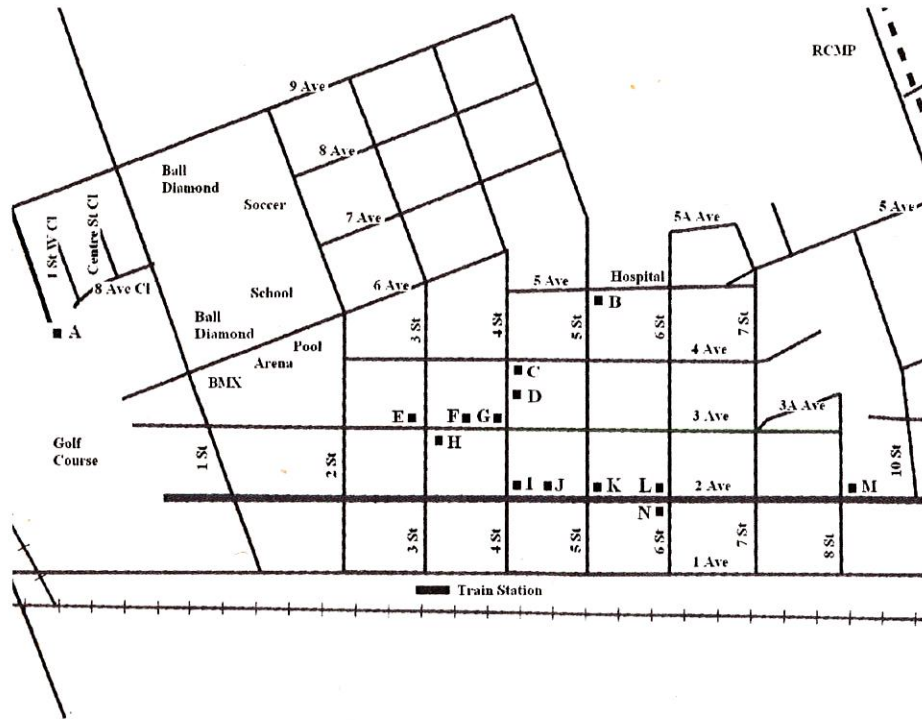 RCMP
9 Ave
Ball
Diamond
8 Ave
Soccer
7 Ave
5A Ave
5 Ave
1 St W Cl
Centre St Cl
8 Ave Cl
School
6 Ave
5 Ave
Hospital
A
B
Ball
Diamond
Pool
Arena
BMX
3 St
4 St
5 St
6 St
7 St
4 Ave
C
D
3A Ave
E
F
G
3 Ave
H
Golf
Course
1 St
2 St
10 St
I
J
K
L
2 Ave
M
N
3 St
4 St
5 St
6 St
7 St
8 St
1 Ave
Train Station